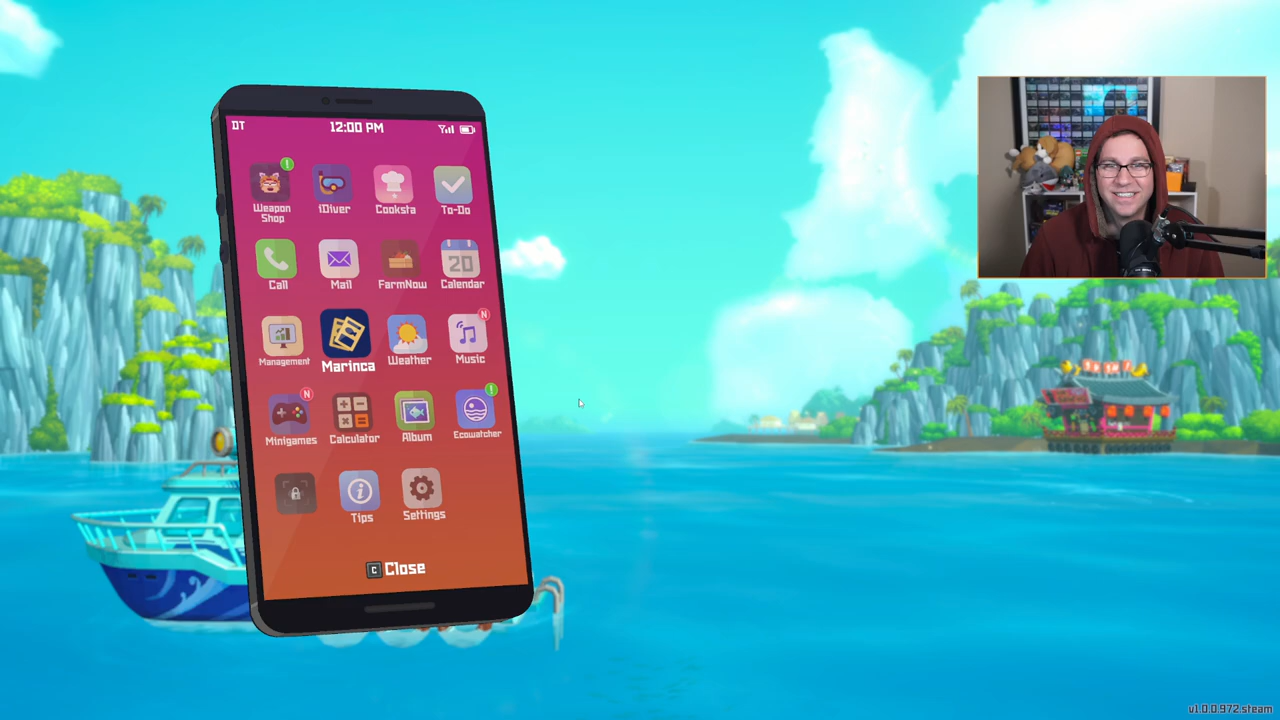 DT
12:00 PM
Weapon Shop
iDiver
Cooksta
To-Do
Call
Mail
FarmNow
20
Calendar
Management
Marinca
Weather
N
Music
N
Minigames
Calculator
Album
Ecowatcher
Tips
Settings
C Close
v1.0.0.972.steam